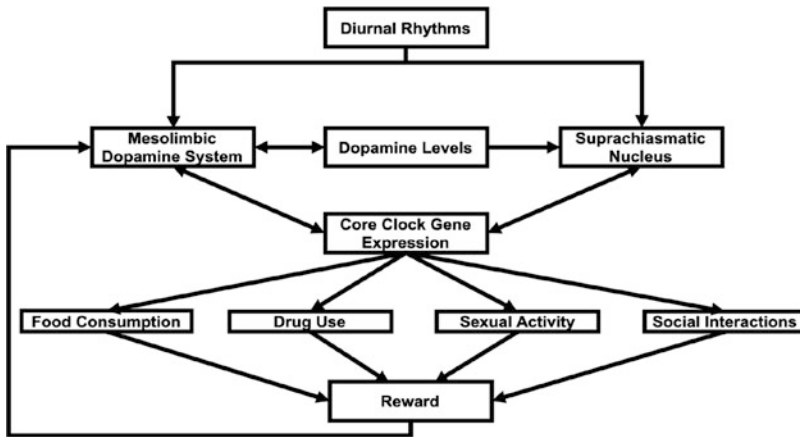 Diurnal Rhythms
Mesolimbic
Dopamine System
Dopamine Levels
Suprachiasmatic
Nucleus
Core Clock Gene
Expression
Food Consumption
Drug Use
Sexual Activity
Social Interactions
Reward